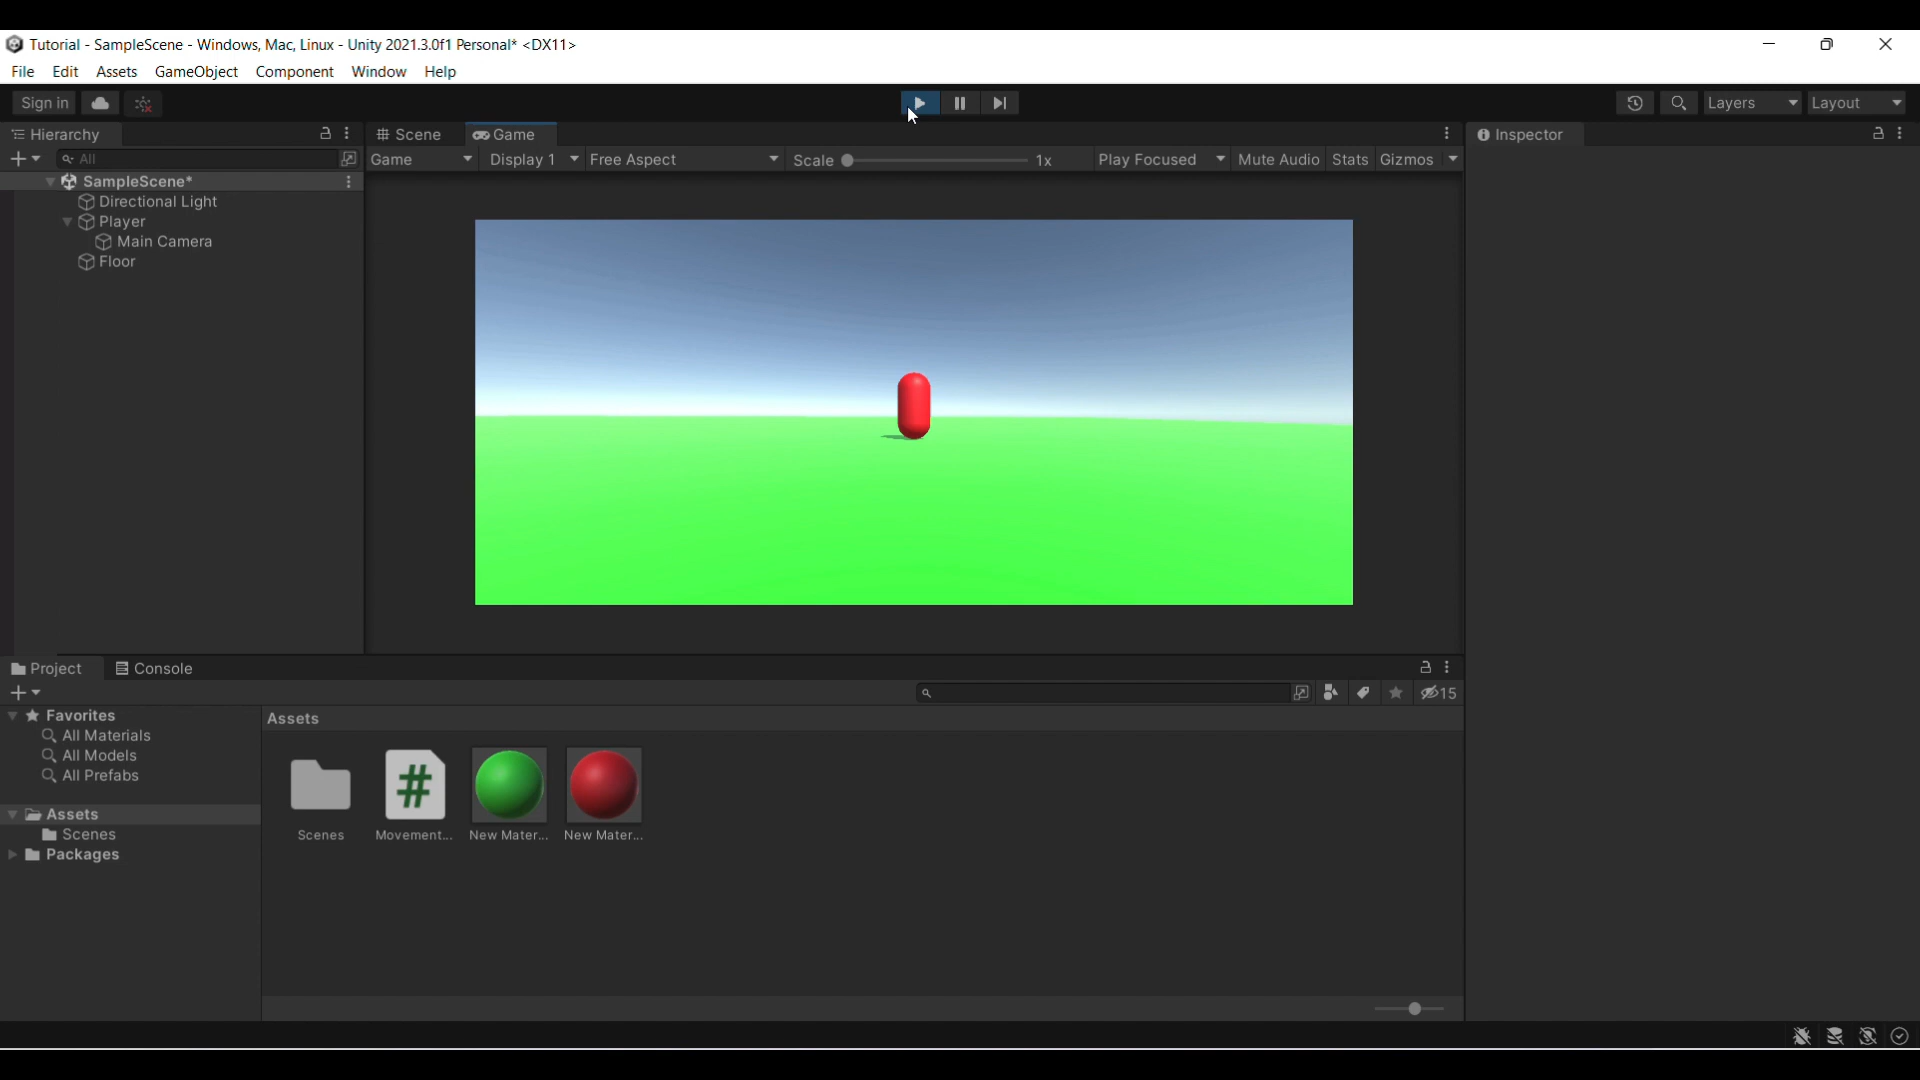 Tutorial - SampleScene - Windows, Mac, Linux - Unity 2021.3.0f1 Personal* <DX11>
File Edit Assets GameObject Component Window Help
Sign in Layers Layout
Hierarchy
All
SampleScene*
Directional Light
Player
Main Camera
Floor
Scene Game
Game Display 1 Free Aspect Scale 1x Play Focused Mute Audio Stats Gizmos
Inspector
Project Console
15
Favorites
All Materials
All Models
All Prefabs
Assets
Scenes
Packages
Assets
Scenes Movement... New Mater... New Mater...